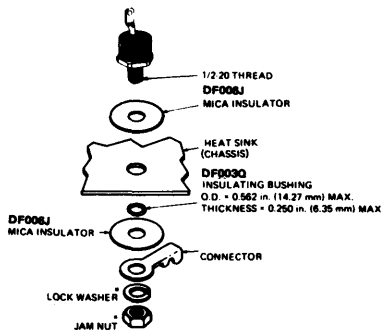 1/2-20 THREAD
DF006J
MICA INSULATOR
HEAT SINK
(CHASSIS)
DF003Q
INSULATING BUSHING
O.D. = 0.562 in. (14.27 mm) MAX.
THICKNESS = 0.250 in. (6.35 mm) MAX
DF006J
MICA INSULATOR
CONNECTOR
LOCK WASHER*
JAM NUT*